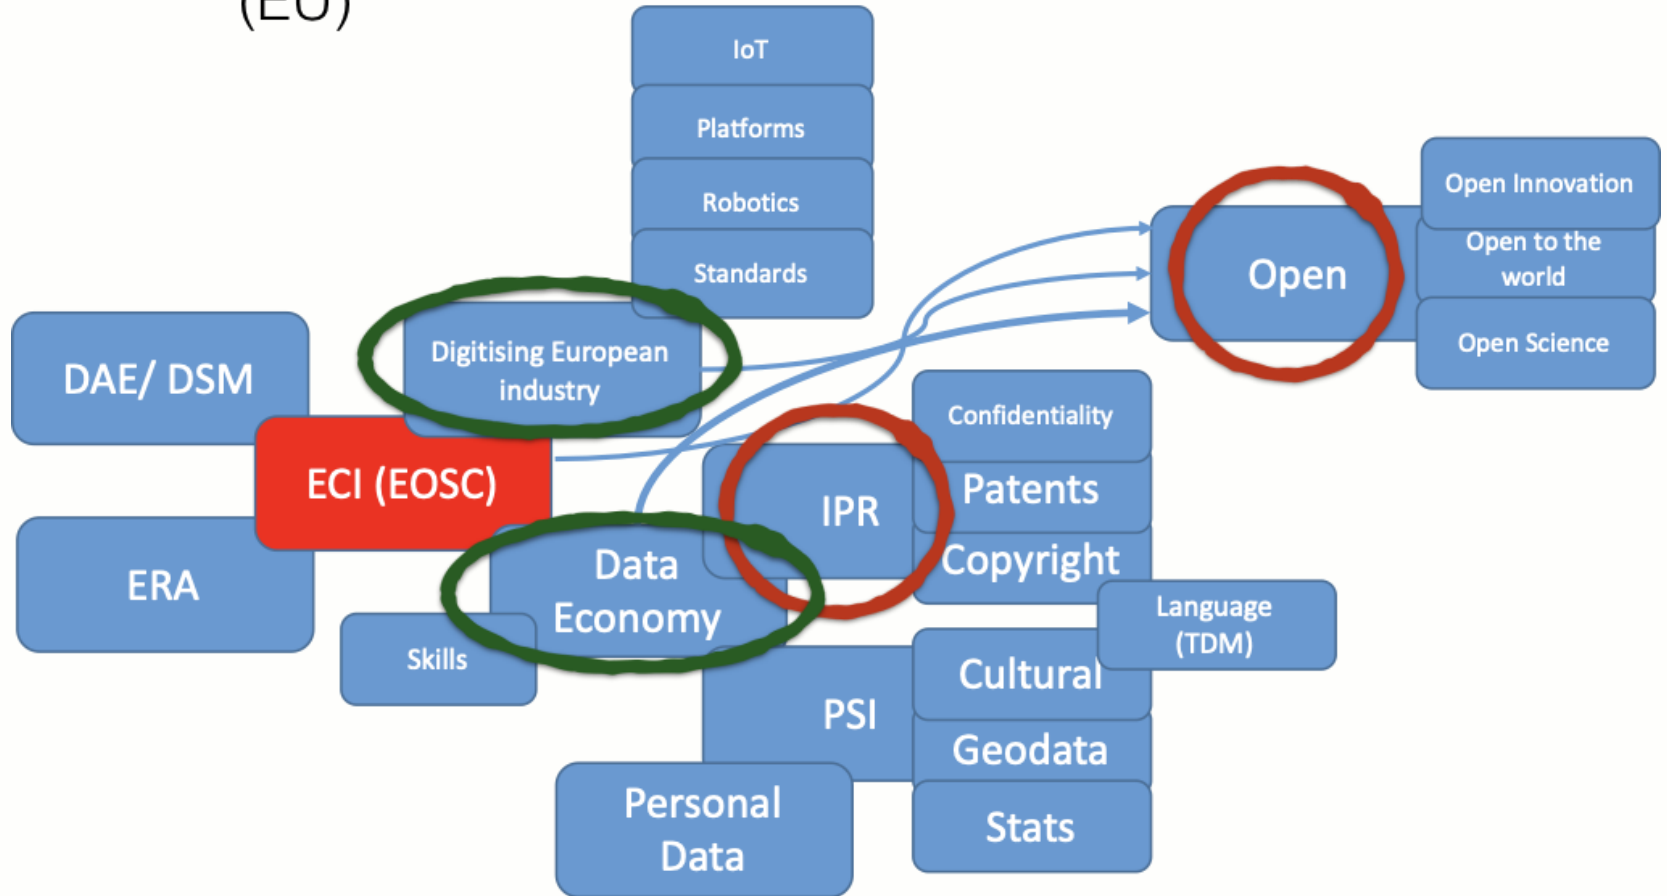 (EU)
IoT
Platforms
Robotics
Standards
Open Innovation
Open to the
world
Open Science
Open
Digitising European
industry
DAE/ DSM
ECI (EOSC)
ERA
Confidentiality
Patents
Copyright
IPR
Data
Economy
Skills
Language
(TDM)
Cultural
PSI
Geodata
Stats
Personal
Data